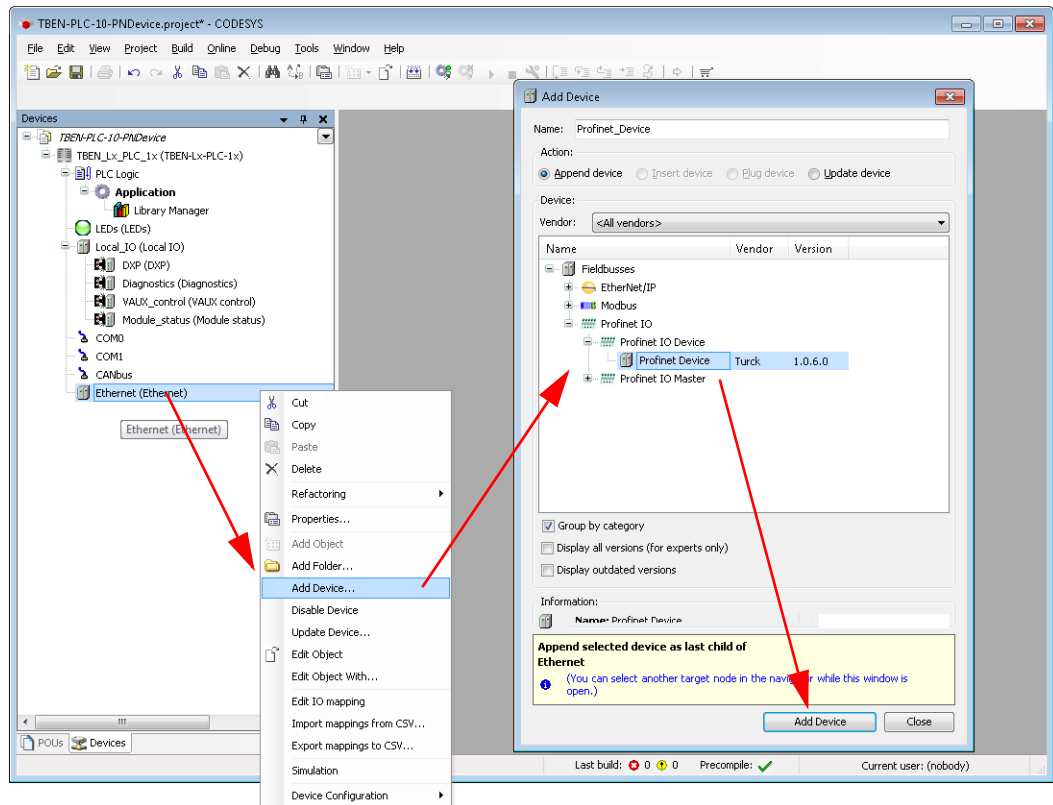 TBEN-PLC-10-PNDevice.project* - CODESYS
File Edit View Project Build Online Debug Tools Window Help
Devices
TBEN-PLC-10-PNDevice
TBEN_Lx_PLC_1x (TBEN-Lx-PLC-1x)
PLC Logic
Application
Library Manager
LEDs (LEDs)
Local_IO (Local IO)
DXP (DXP)
Diagnostics (Diagnostics)
VAUX_control (VAUX control)
Module_status (Module status)
COM0
COM1
CANbus
Ethernet (Ethernet)
Ethernet (Ethernet)
POUs Devices
Cut
Copy
Paste
Delete
Refactoring
Properties...
Add Object
Add Folder...
Add Device...
Disable Device
Update Device...
Edit Object
Edit Object With...
Edit IO mapping
Import mappings from CSV...
Export mappings to CSV...
Simulation
Device Configuration
Add Device
Name: Profinet_Device
Action:
Append device Insert device Plug device Update device
Device:
Vendor: <All vendors>
Name Vendor Version
Fieldbusses
EtherNet/IP
Modbus
Profinet IO
Profinet IO Device
Profinet Device Turck 1.0.6.0
Profinet IO Master
Group by category
Display all versions (for experts only)
Display outdated versions
Information:
Name: Profinet Device
Append selected device as last child of
Ethernet
(You can select another target node in the navigator while this window is
open.)
Add Device Close
Last build: 0 0 Precompile: Current user: (nobody)